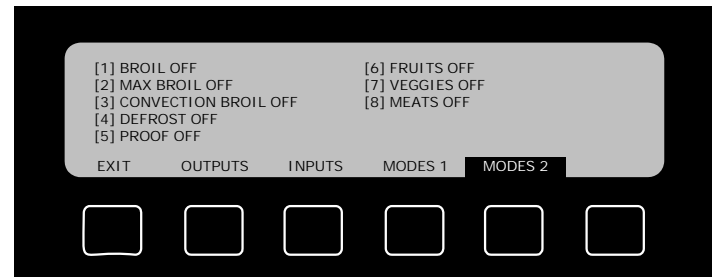 [1] BROIL OFF
[2] MAX BROIL OFF
[3] CONVECTION BROIL OFF
[4] DEFROST OFF
[5] PROOF OFF
[6] FRUITS OFF
[7] VEGGIES OFF
[8] MEATS OFF
EXIT OUTPUTS INPUTS MODES 1 MODES 2